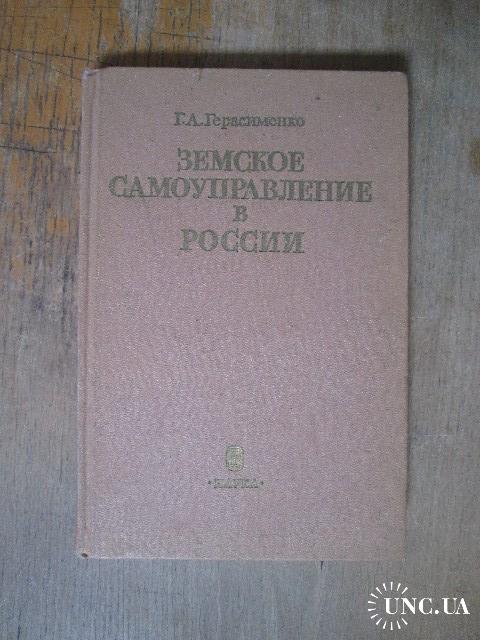 Г.А.Герасименко
ЗЕМСКОЕ
САМОУПРАВЛЕНИЕ
В
РОССИИ
·НАУКА·
UNC.UA